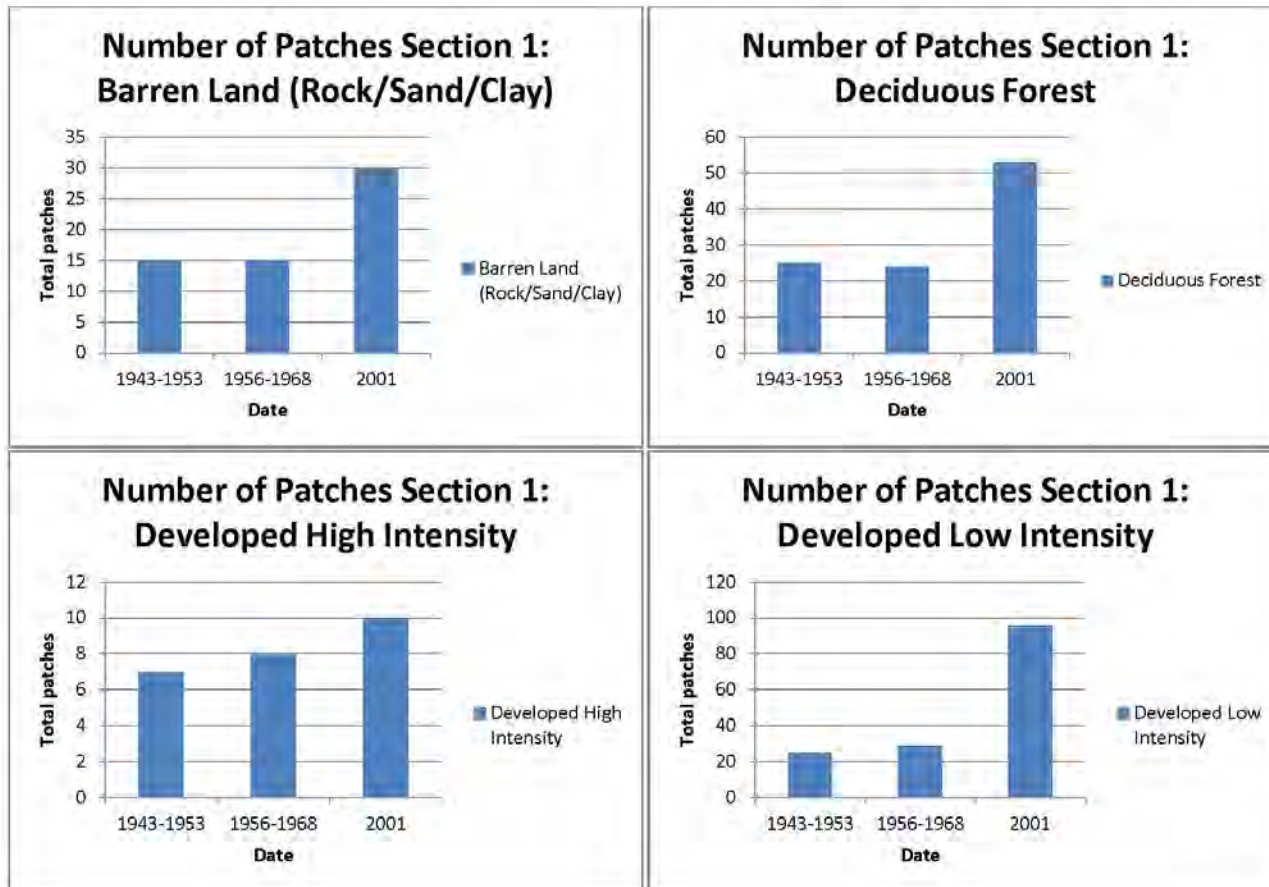 Number of Patches Section 1:
Barren Land (Rock/Sand/Clay)
35
30
25
20
15
10
5
0
Total patches
1943-1953 1956-1968 2001
Date
Barren Land
(Rock/Sand/Clay)
Number of Patches Section 1:
Deciduous Forest
60
50
40
30
20
10
0
Total patches
1943-1953 1956-1968 2001
Date
Deciduous Forest
Number of Patches Section 1:
Developed High Intensity
12
10
8
6
4
2
0
Total patches
1943-1953 1956-1968 2001
Date
Developed High
Intensity
Number of Patches Section 1:
Developed Low Intensity
120
100
80
60
40
20
0
Total patches
1943-1953 1956-1968 2001
Date
Developed Low
Intensity